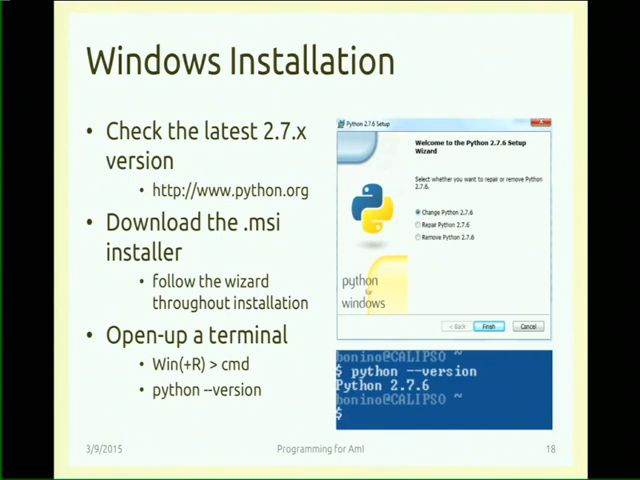 Windows Installation
• Check the latest 2.7.x
version
• http://www.python.org
• Download the .msi
installer
• follow the wizard
throughout installation
• Open-up a terminal
• Win(+R) > cmd
• python --version
Python 2.7.6 Setup
Welcome to the Python 2.7.6 Setup
Wizard
Select whether you want to repair or remove Python
2.7.6.
Change Python 2.7.6
Repair Python 2.7.6
Remove Python 2.7.6
python
for
windows
< Back
Finish
Cancel
bonino@CALIPSO ~
$ python --version
Python 2.7.6
bonino@CALIPSO ~
$
3/9/2015
Programming for AmI
18